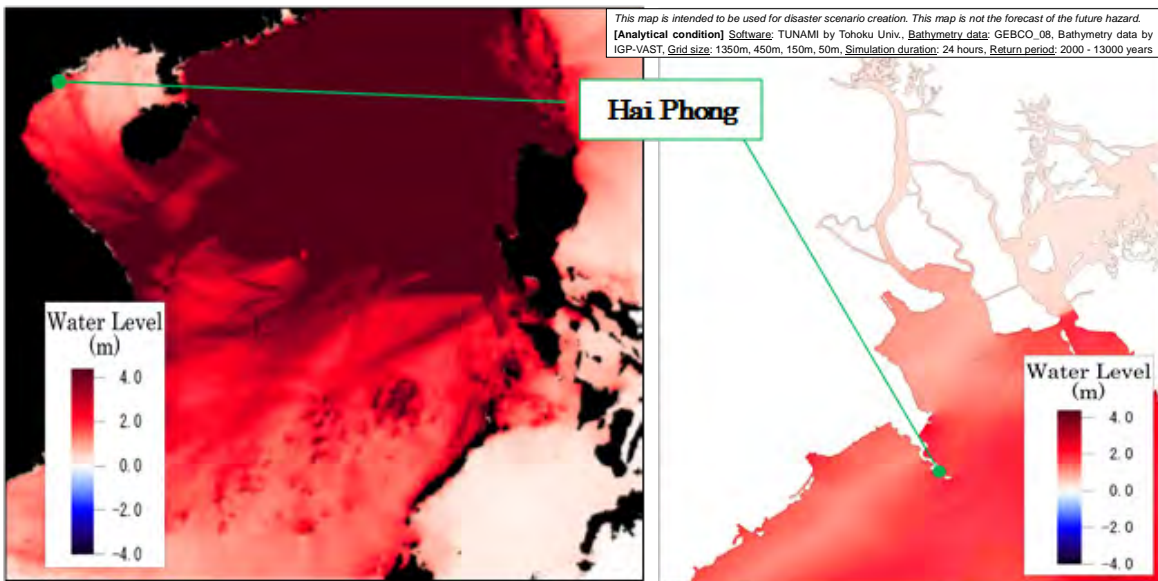 This map is intended to be used for disaster scenario creation. This map is not the forecast of the future hazard.
[Analytical condition] Software: TUNAMI by Tohoku Univ., Bathymetry data: GEBCO_08, Bathymetry data by
IGP-VAST, Grid size: 1350m, 450m, 150m, 50m, Simulation duration: 24 hours, Return period: 2000 - 13000 years
Hai Phong
Water Level
(m)
4.0
2.0
0.0
-2.0
-4.0
Water Level
(m)
4.0
2.0
0.0
-2.0
-4.0